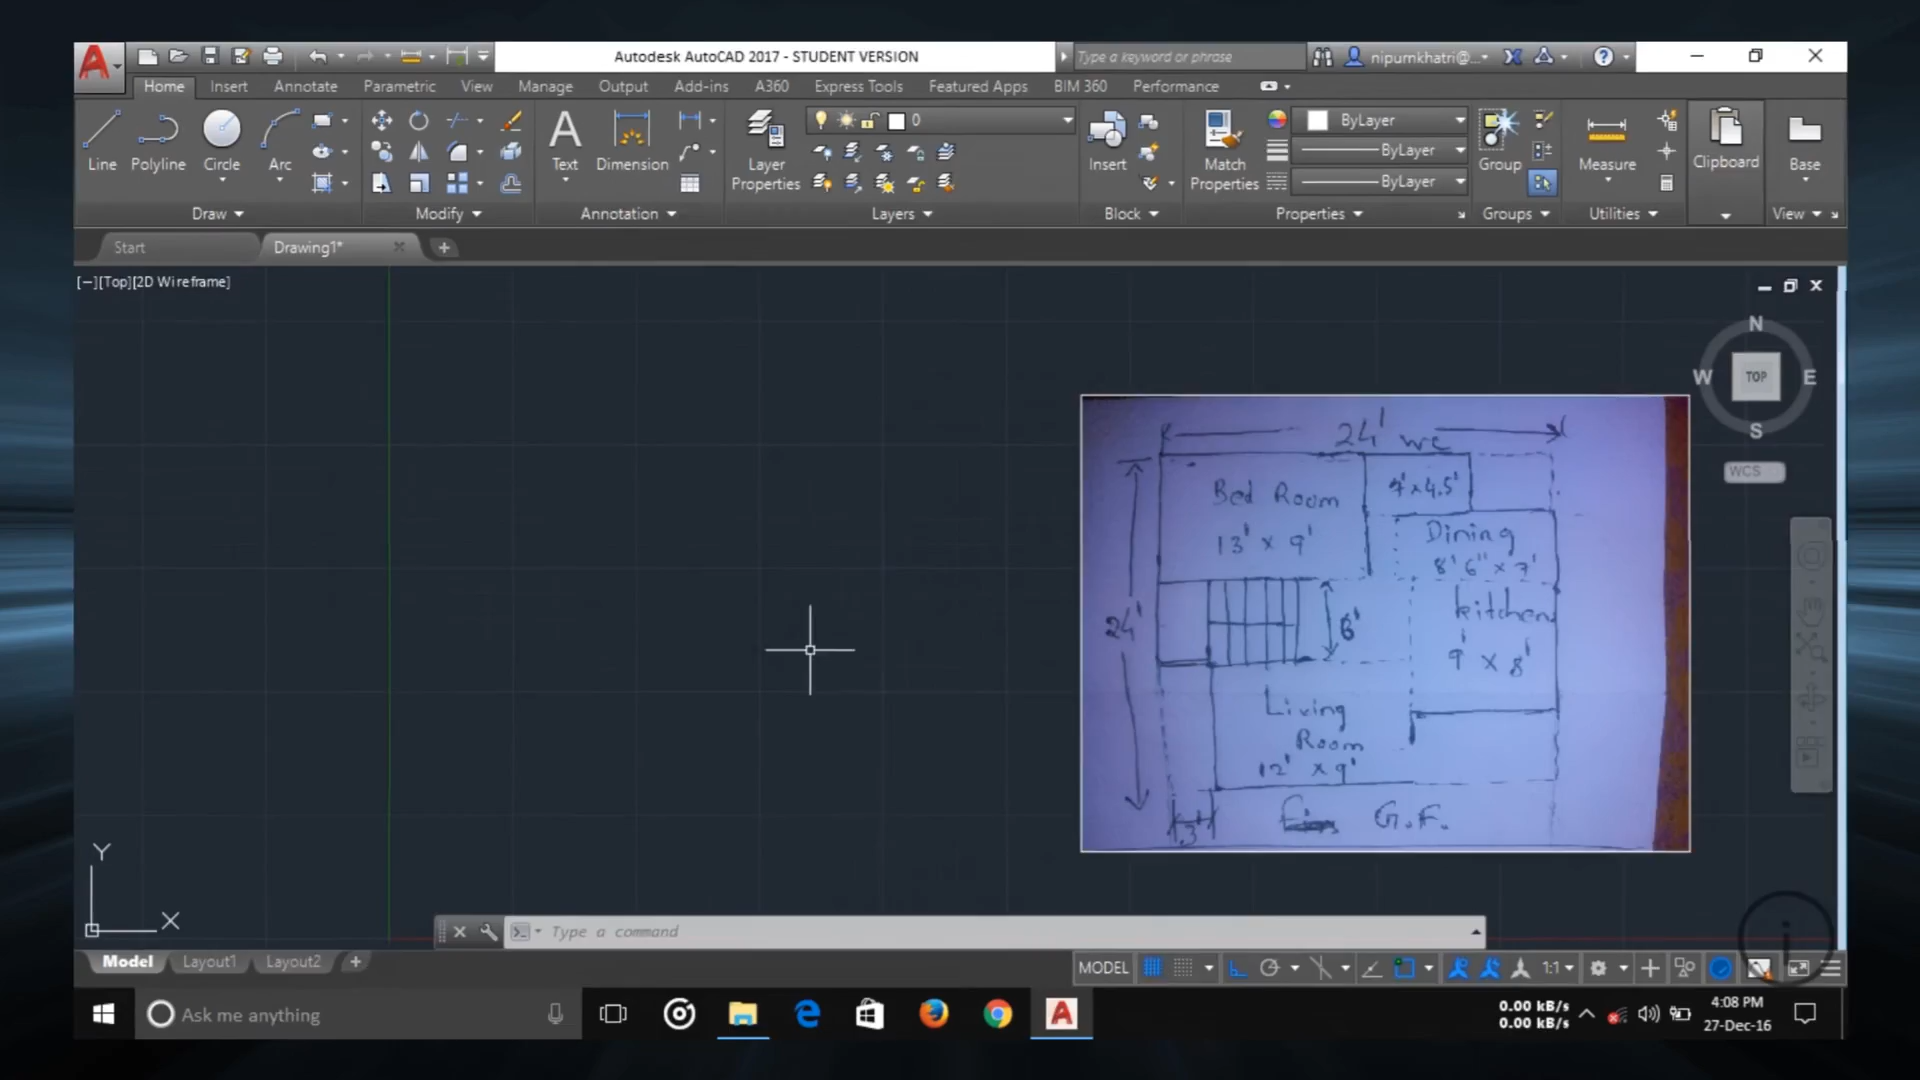 Autodesk AutoCAD 2017 - STUDENT VERSION
Type a keyword or phrase
nipurnkhatri@...
Home Insert Annotate Parametric View Manage Output Add-ins A360 Express Tools Featured Apps BIM 360 Performance
0
ByLayer
ByLayer
ByLayer
Line Polyline Circle Arc
Text Dimension
Layer
Properties
Insert
Match
Properties
Group
Measure
Clipboard
Base
Draw Modify Annotation Layers Block Properties Groups Utilities View
Start Drawing1* +
[−][Top][2D Wireframe]
N
W TOP E
S
WCS
24' WC
Bed Room
13' x 9'
4.5'
Dining
8' 6" x 7'
24'
kitchen
9' x 8'
Living
Room
12' x 9'
3'
G.F.
Y
X
Type a command
Model Layout1 Layout2 +
MODEL
1:1
Ask me anything
0.00 kB/s
0.00 kB/s
4:08 PM
27-Dec-16